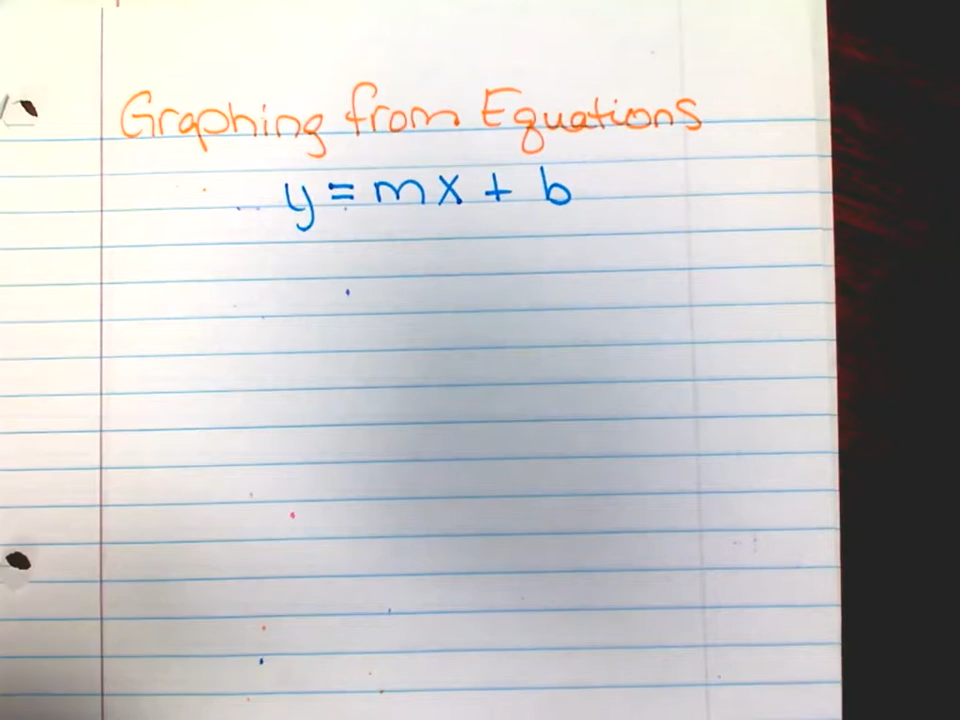 Graphing from Equations
y = mx + b